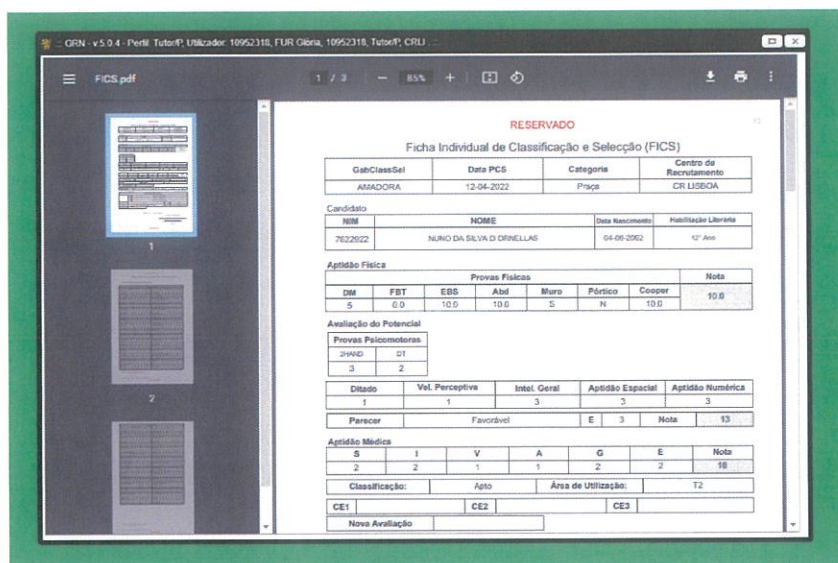 GRN - v.5.0.4 - Perfil Tutor/P, Utilizador: 10952318, FUR Glória, 10952318, Tutor/P, CRLI
FICS.pdf
1 / 3 — 85% +
1
2
RESERVADO
Ficha Individual de Classificação e Selecção (FICS)
GabClassSel Data PCS Categoria Centro de Recrutamento
AMADORA 12-04-2022 Praça CR LISBOA
Candidato
NIM NOME Data Nascimento Habilitação Literária
7622922 NUNO DA SILVA D ORNELLAS 04-06-2002 12° Ano
Aptidão Física
Provas Físicas Nota
DM FBT EBS Abd Muro Pórtico Cooper
5 0.0 10.0 10.0 S N 10.0 10.0
Avaliação do Potencial
Provas Psicomotoras
2HAND DT
3 2
Ditado Vel. Perceptiva Intel. Geral Aptidão Espacial Aptidão Numérica
1 1 3 3 3
Parecer Favorável E 3 Nota 13
Aptidão Médica
S I V A G E Nota
2 2 1 1 2 2 18
Classificação: Apto Área de Utilização: T2
CE1 CE2 CE3
Nova Avaliação